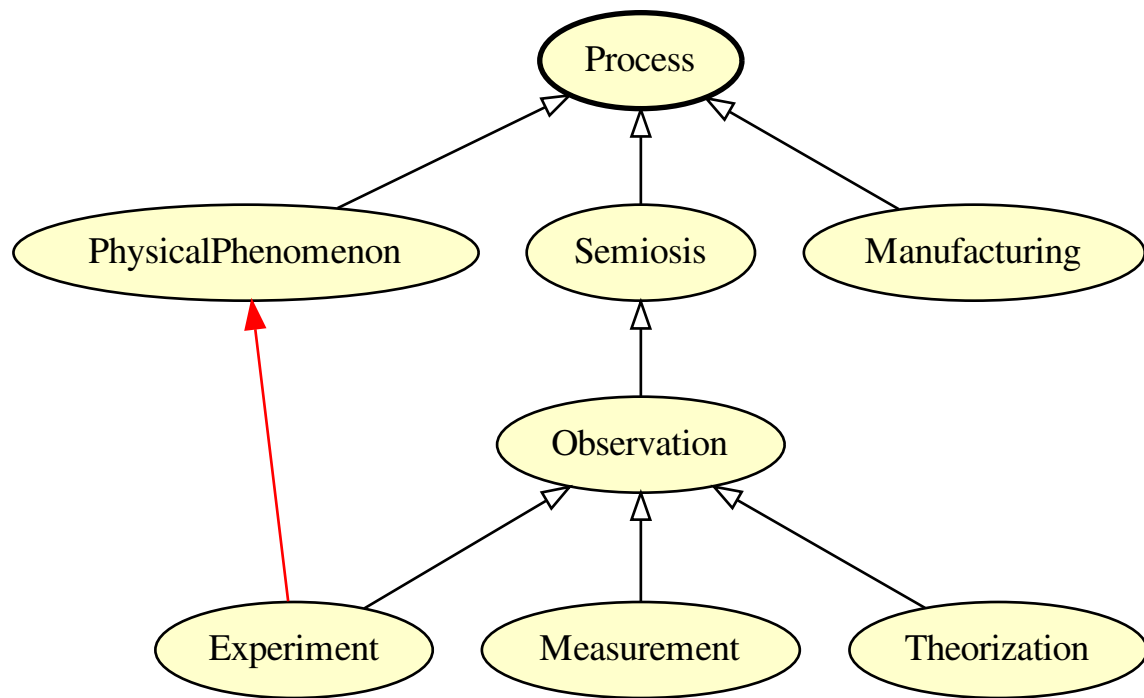 Process
PhysicalPhenomenon
Semiosis
Manufacturing
Observation
Experiment
Measurement
Theorization